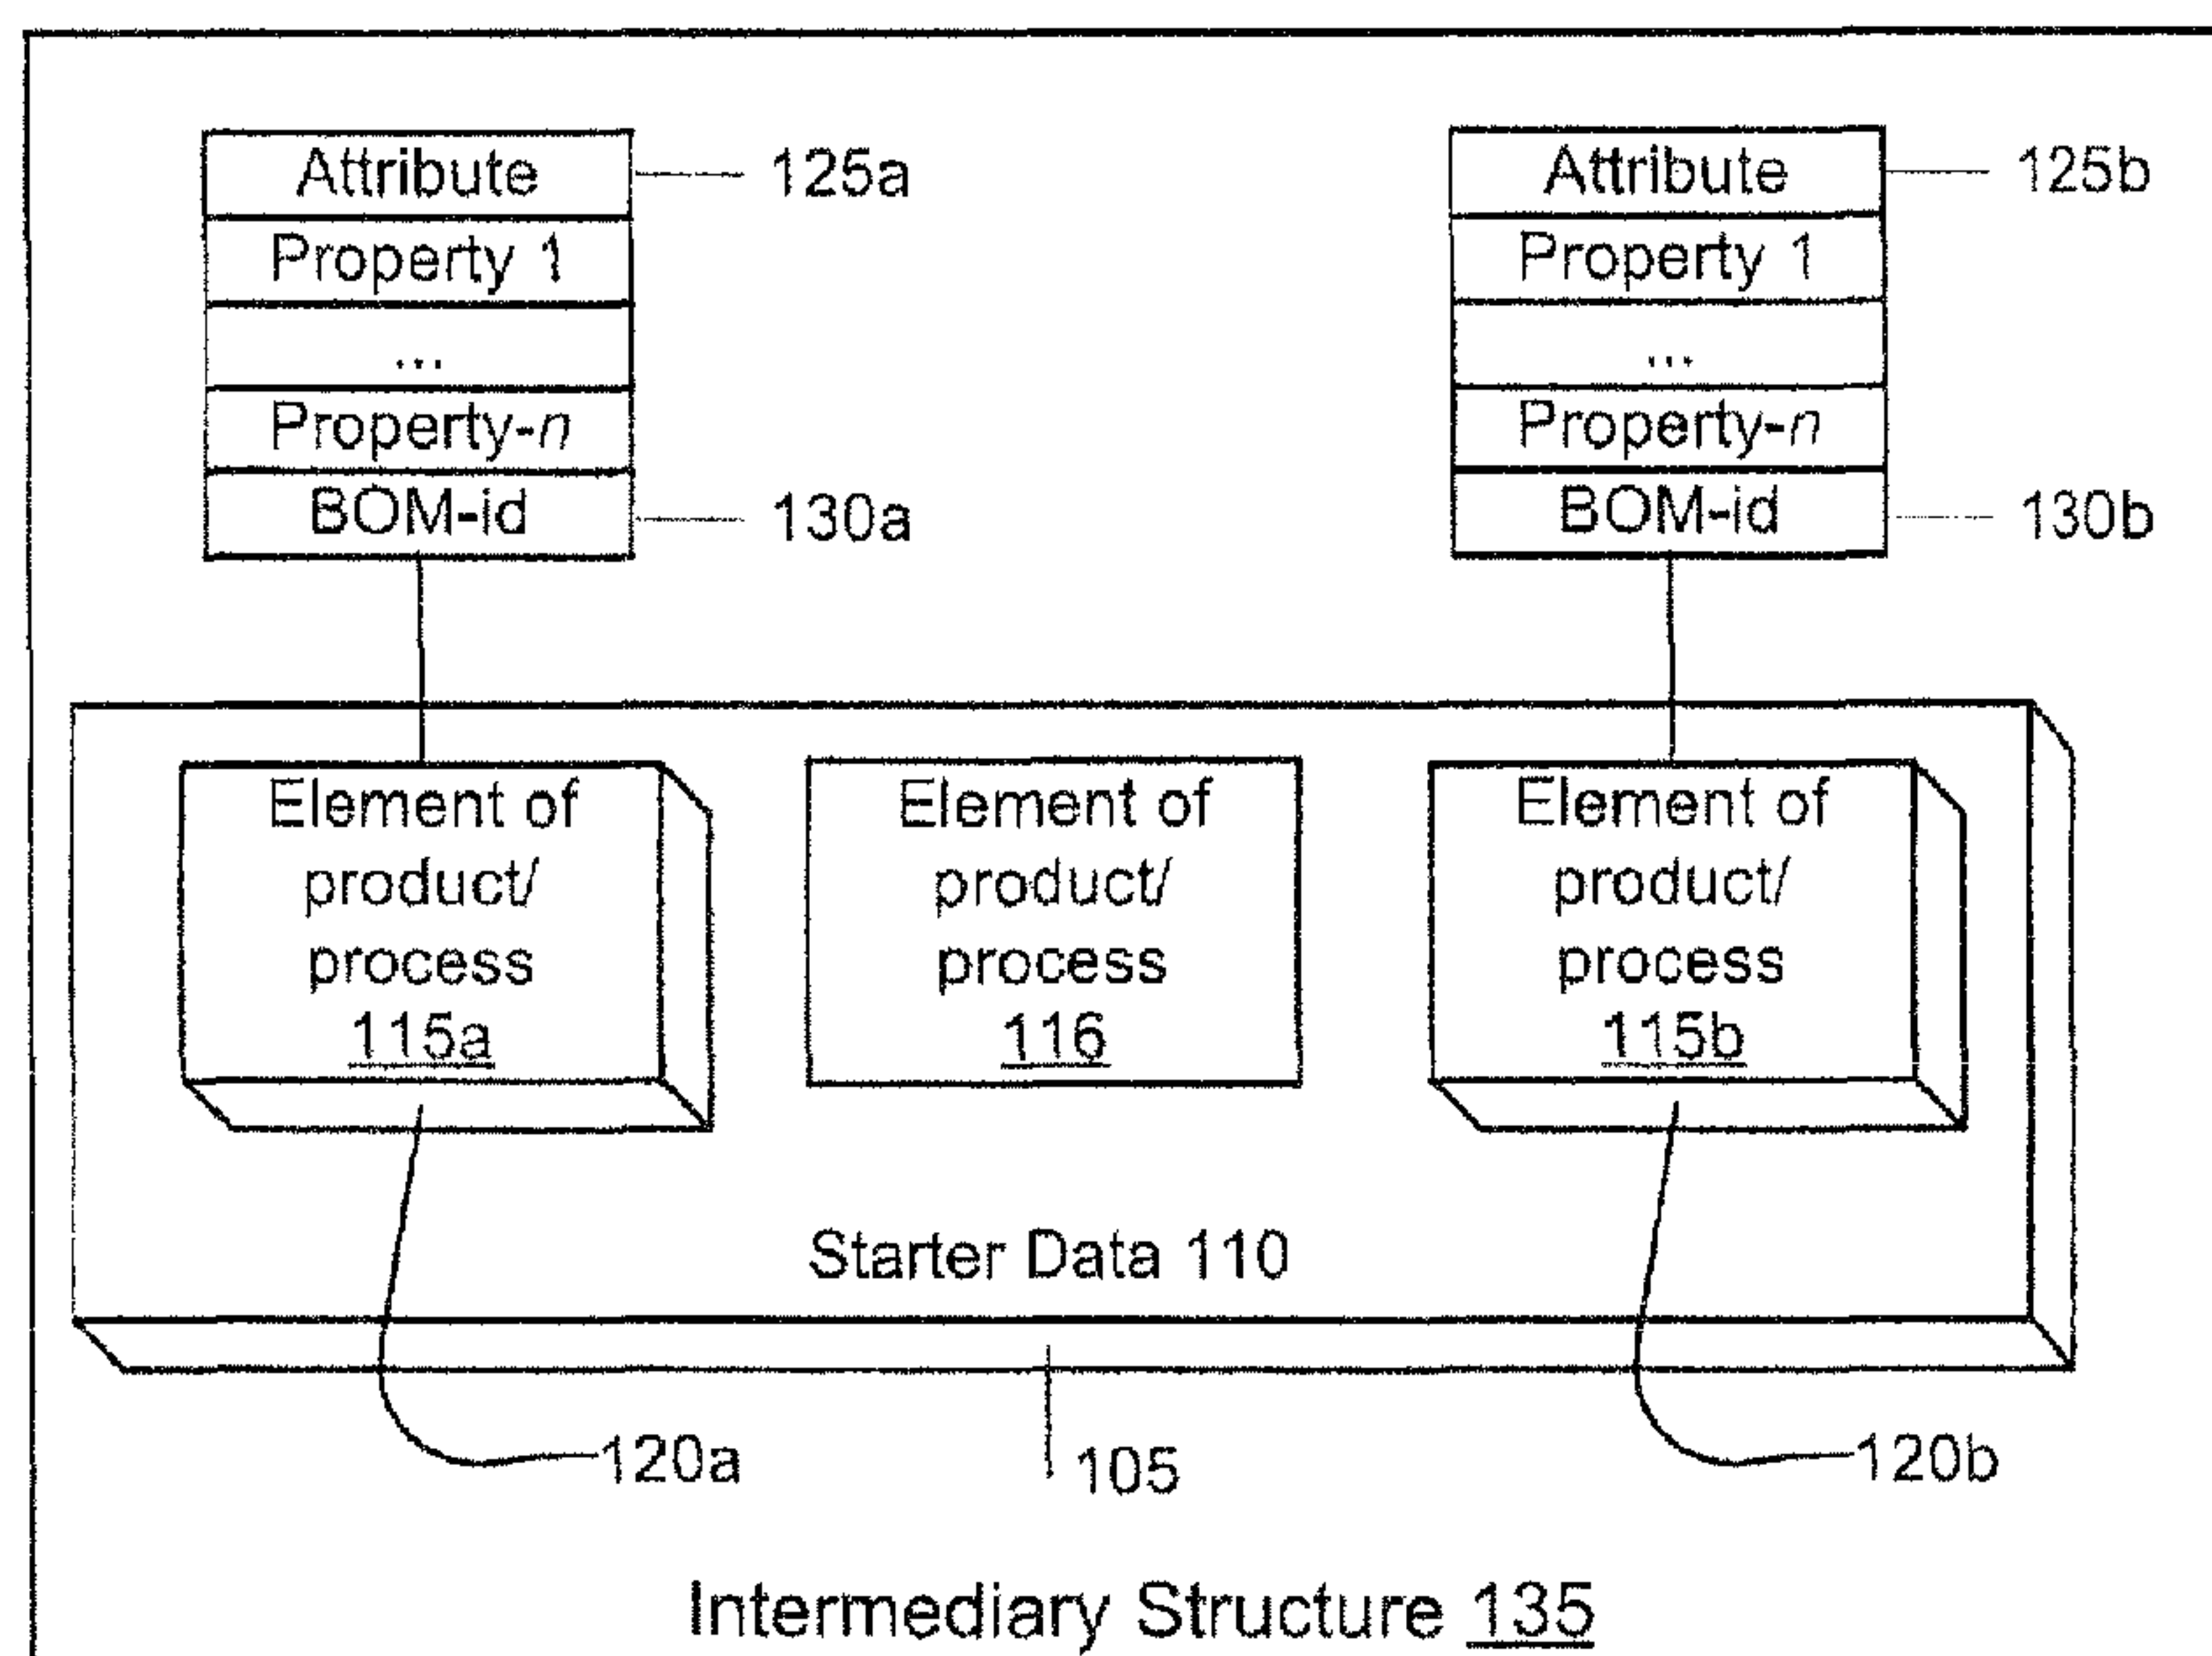 Attribute
125a
Property 1
...
Property-n
BOM-id
130a
Attribute
125b
Property 1
...
Property-n
BOM-id
130b
Element of
product/
process
115a
Element of
product/
process
116
Element of
product/
process
115b
Starter Data 110
120a
105
120b
Intermediary Structure 135